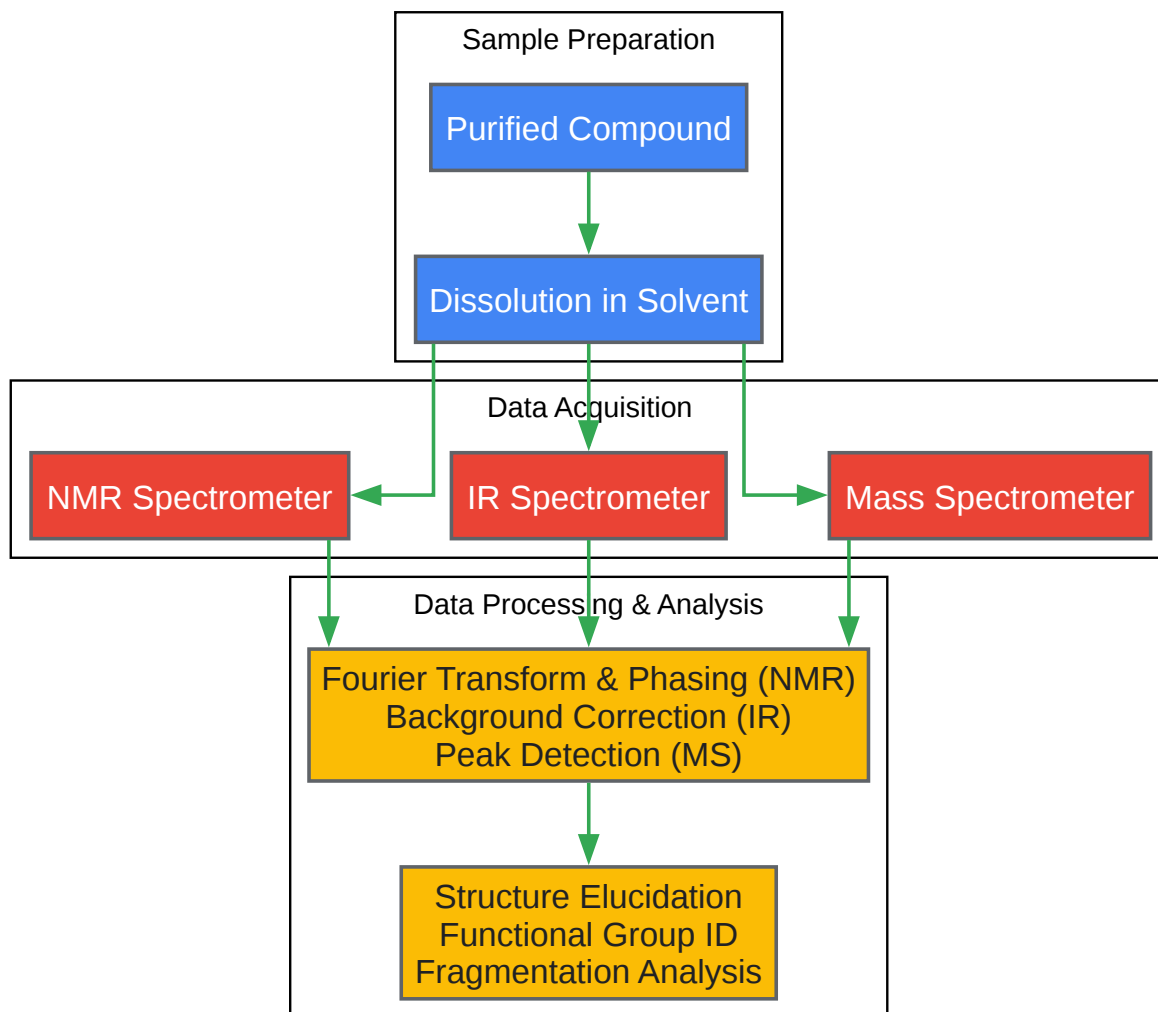 Sample Preparation
Purified Compound
Dissolution in Solvent
Data Acquisition
NMR Spectrometer
IR Spectrometer
Mass Spectrometer
Data Processing & Analysis
Fourier Transform & Phasing (NMR)
Background Correction (IR)
Peak Detection (MS)
Structure Elucidation
Functional Group ID
Fragmentation Analysis